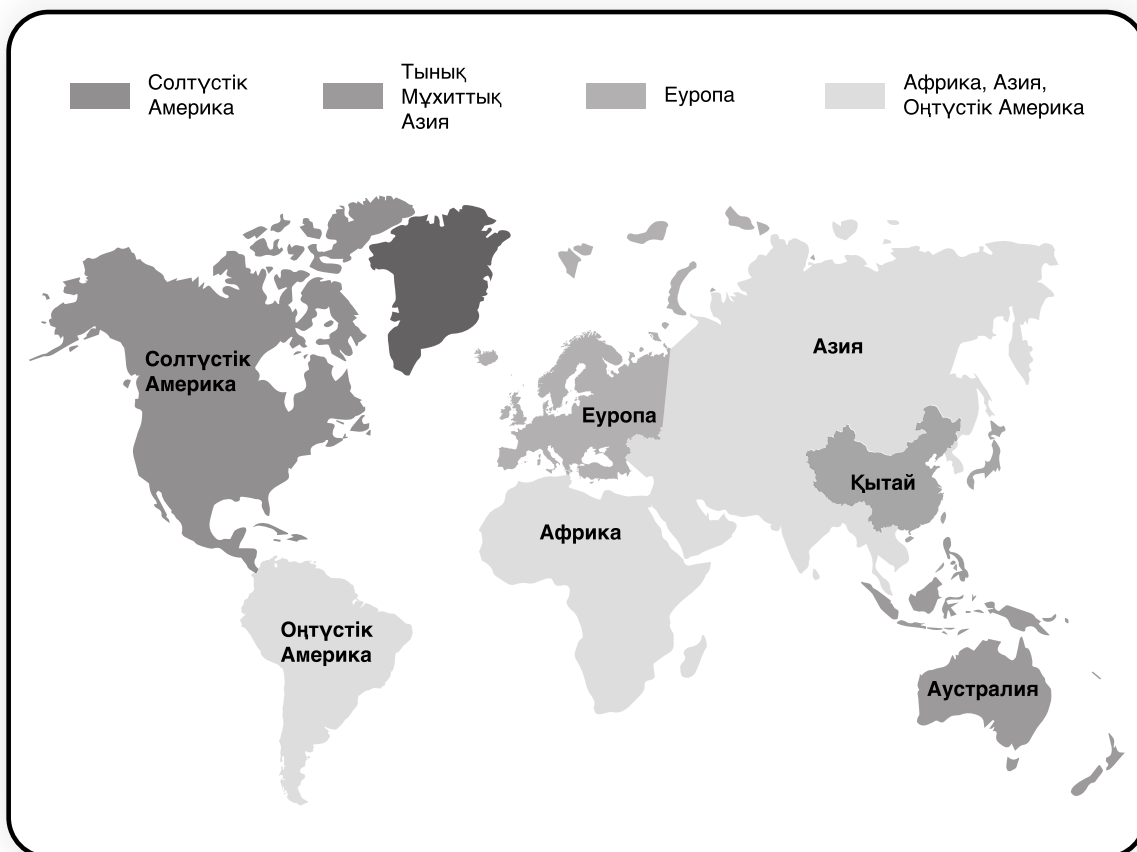 Солтүстік
Америка
Тынық
Мұхиттық
Азия
Еуропа
Африка, Азия,
Оңтүстік Америка
Солтүстік
Америка
Азия
Еуропа
Қытай
Африка
Оңтүстік
Америка
Аустралия